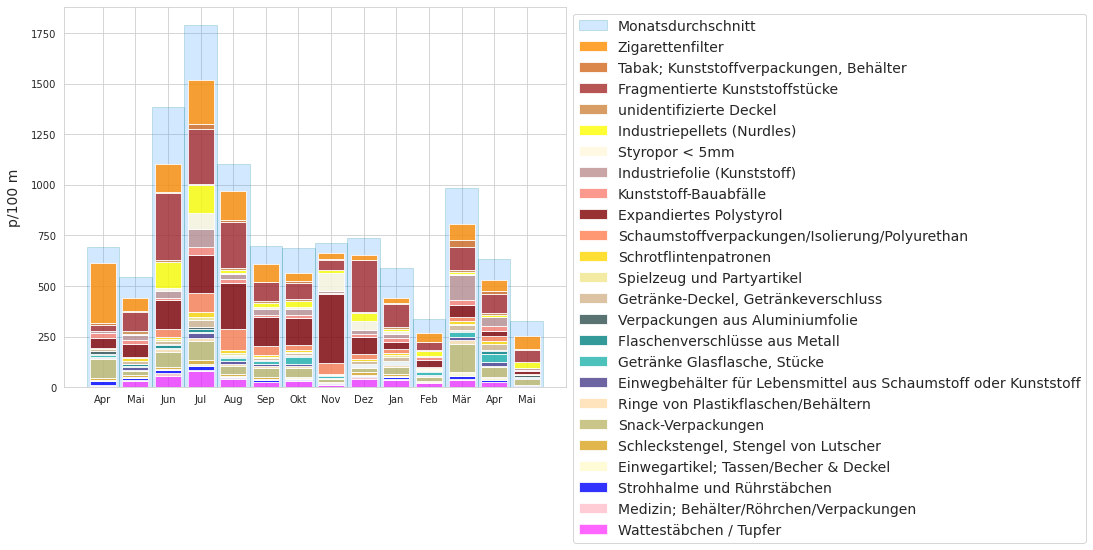 p/100 m
1750
1500
1250
1000
750
500
250
0
Apr Mai Jun Jul Aug Sep Okt Nov Dez Jan Feb Mär Apr Mai
Monatsdurchschnitt
Zigarettenfilter
Tabak; Kunststoffverpackungen, Behälter
Fragmentierte Kunststoffstücke
unidentifizierte Deckel
Industriepellets (Nurdles)
Styropor < 5mm
Industriefolie (Kunststoff)
Kunststoff-Bauabfälle
Expandiertes Polystyrol
Schaumstoffverpackungen/Isolierung/Polyurethan
Schrotflintenpatronen
Spielzeug und Partyartikel
Getränke-Deckel, Getränkeverschluss
Verpackungen aus Aluminiumfolie
Flaschenverschlüsse aus Metall
Getränke Glasflasche, Stücke
Einwegbehälter für Lebensmittel aus Schaumstoff oder Kunststoff
Ringe von Plastikflaschen/Behältern
Snack-Verpackungen
Schleckstengel, Stengel von Lutscher
Einwegartikel; Tassen/Becher & Deckel
Strohhalme und Rührstäbchen
Medizin; Behälter/Röhrchen/Verpackungen
Wattestäbchen / Tupfer